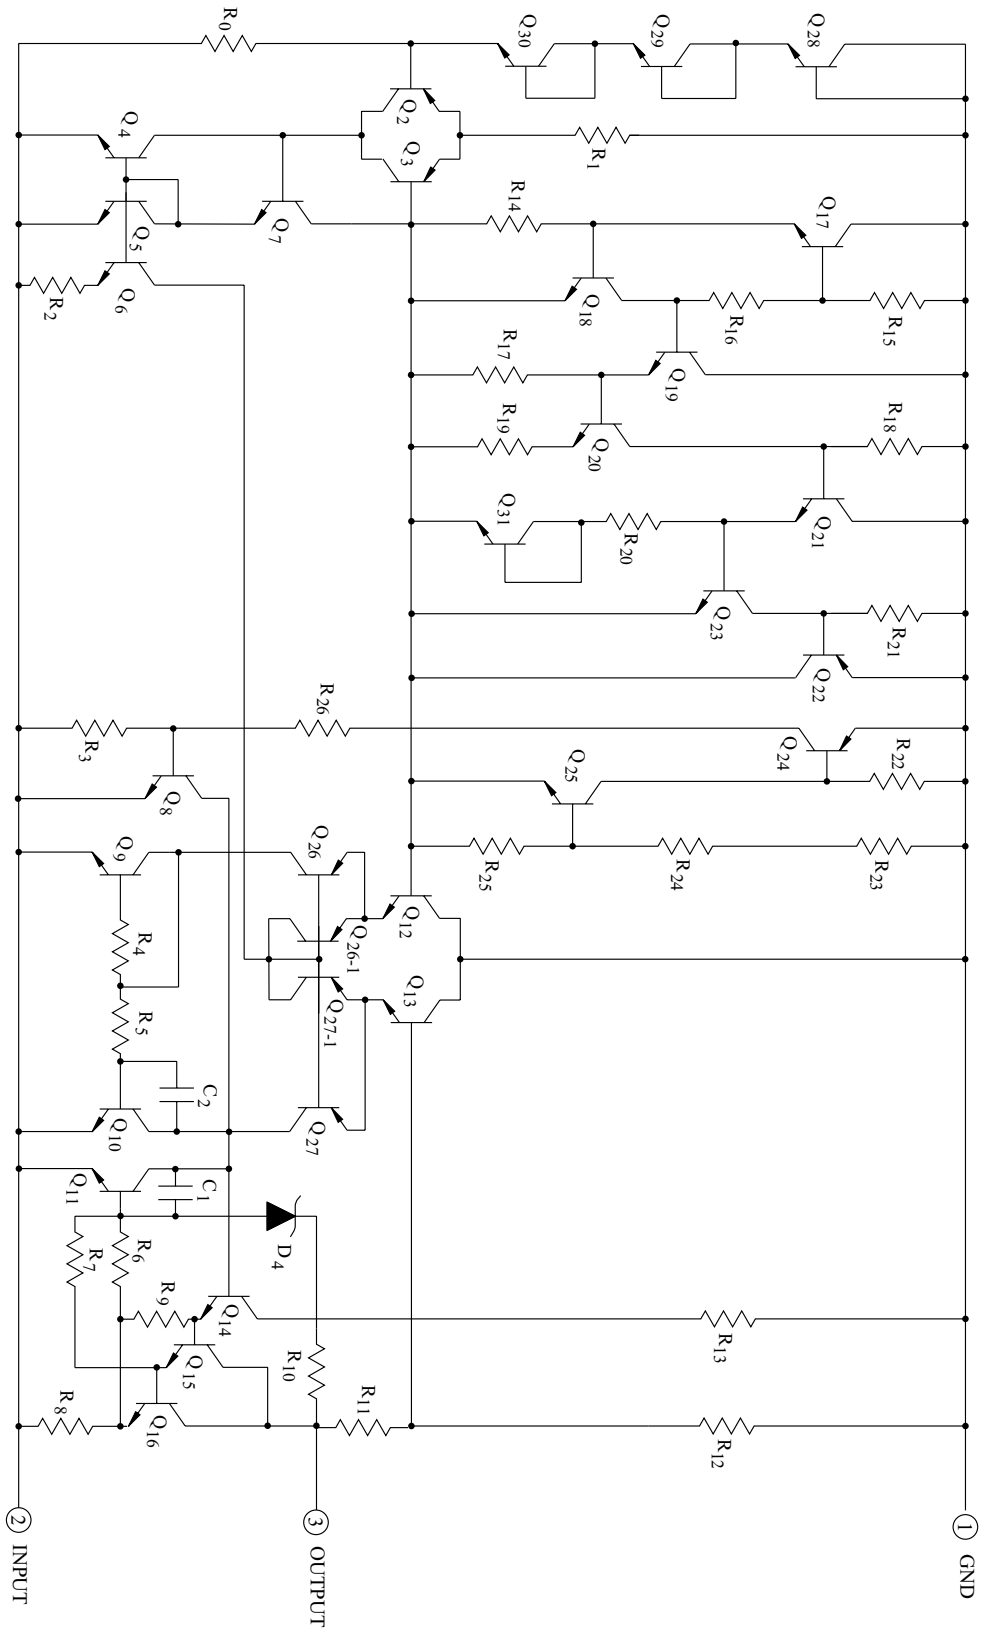 R0
Q30
Q29
Q28
Q2
Q3
R1
Q4
Q5
Q6
R2
Q7
R14
Q17
Q18
R16
R15
R17
Q19
R19
Q20
R18
Q31
R20
Q21
Q23
R21
Q22
R3
R26
Q24
Q8
Q25
R22
Q9
Q26
R25
R24
R23
R4
Q26-1
Q12
R5
Q27-1
Q13
C2
Q10
Q27
Q11
C1
R7
R6
D4
R9
Q14
R13
Q15
R10
R8
Q16
R11
R12
1 GND
3 OUTPUT
2 INPUT